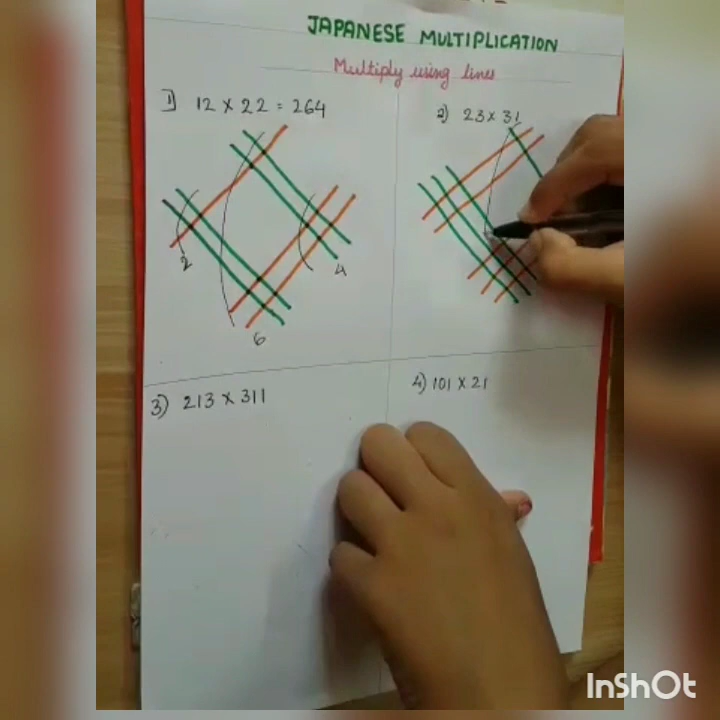 JAPANESE MULTIPLICATION
Multiply using lines
1) 12 × 22 = 264
2) 23 × 31
2
4
6
3) 213 × 311
4) 101 × 21
InShOt